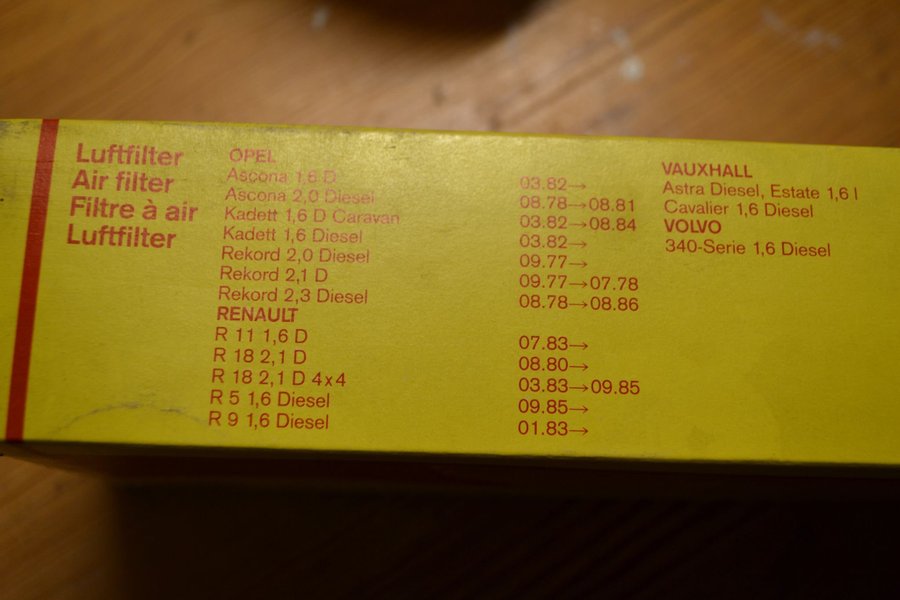 Luftfilter
Air filter
Filtre à air
Luftfilter
OPEL
Ascona 1,6 D 03.82→
Ascona 2,0 Diesel 08.78→08.81
Kadett 1,6 D Caravan 03.82→08.84
Kadett 1,6 Diesel 03.82→
Rekord 2,0 Diesel 09.77→
Rekord 2,1 D 09.77→07.78
Rekord 2,3 Diesel 08.78→08.86
RENAULT
R 11 1,6 D 07.83→
R 18 2,1 D 08.80→
R 18 2,1 D 4x4 03.83→09.85
R 5 1,6 Diesel 09.85→
R 9 1,6 Diesel 01.83→
VAUXHALL
Astra Diesel, Estate 1,6 l
Cavalier 1,6 Diesel
VOLVO
340-Serie 1,6 Diesel